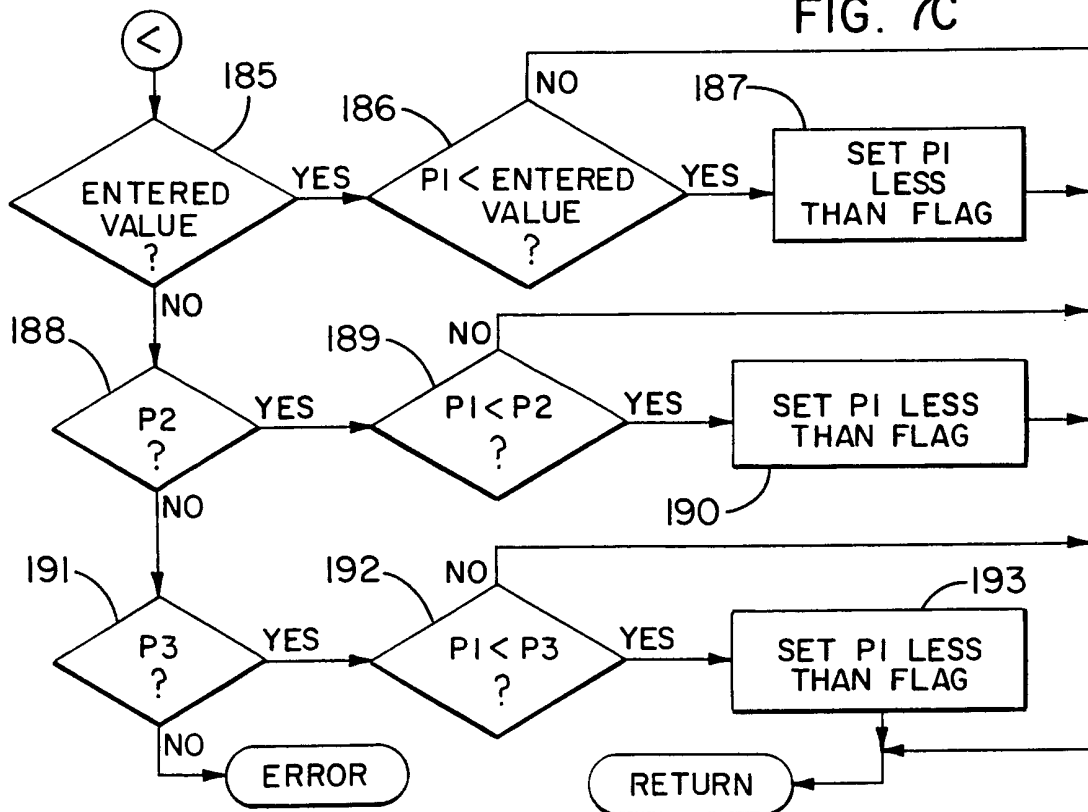 FIG. 7C
<
185
ENTERED
VALUE
?
YES
NO
186
P1 < ENTERED
VALUE
?
NO
YES
187
SET P1
LESS
THAN FLAG
188
P2
?
YES
NO
189
P1 < P2
?
NO
YES
SET P1 LESS
THAN FLAG
190
191
P3
?
YES
NO
192
P1 < P3
?
NO
YES
193
SET P1 LESS
THAN FLAG
ERROR
RETURN